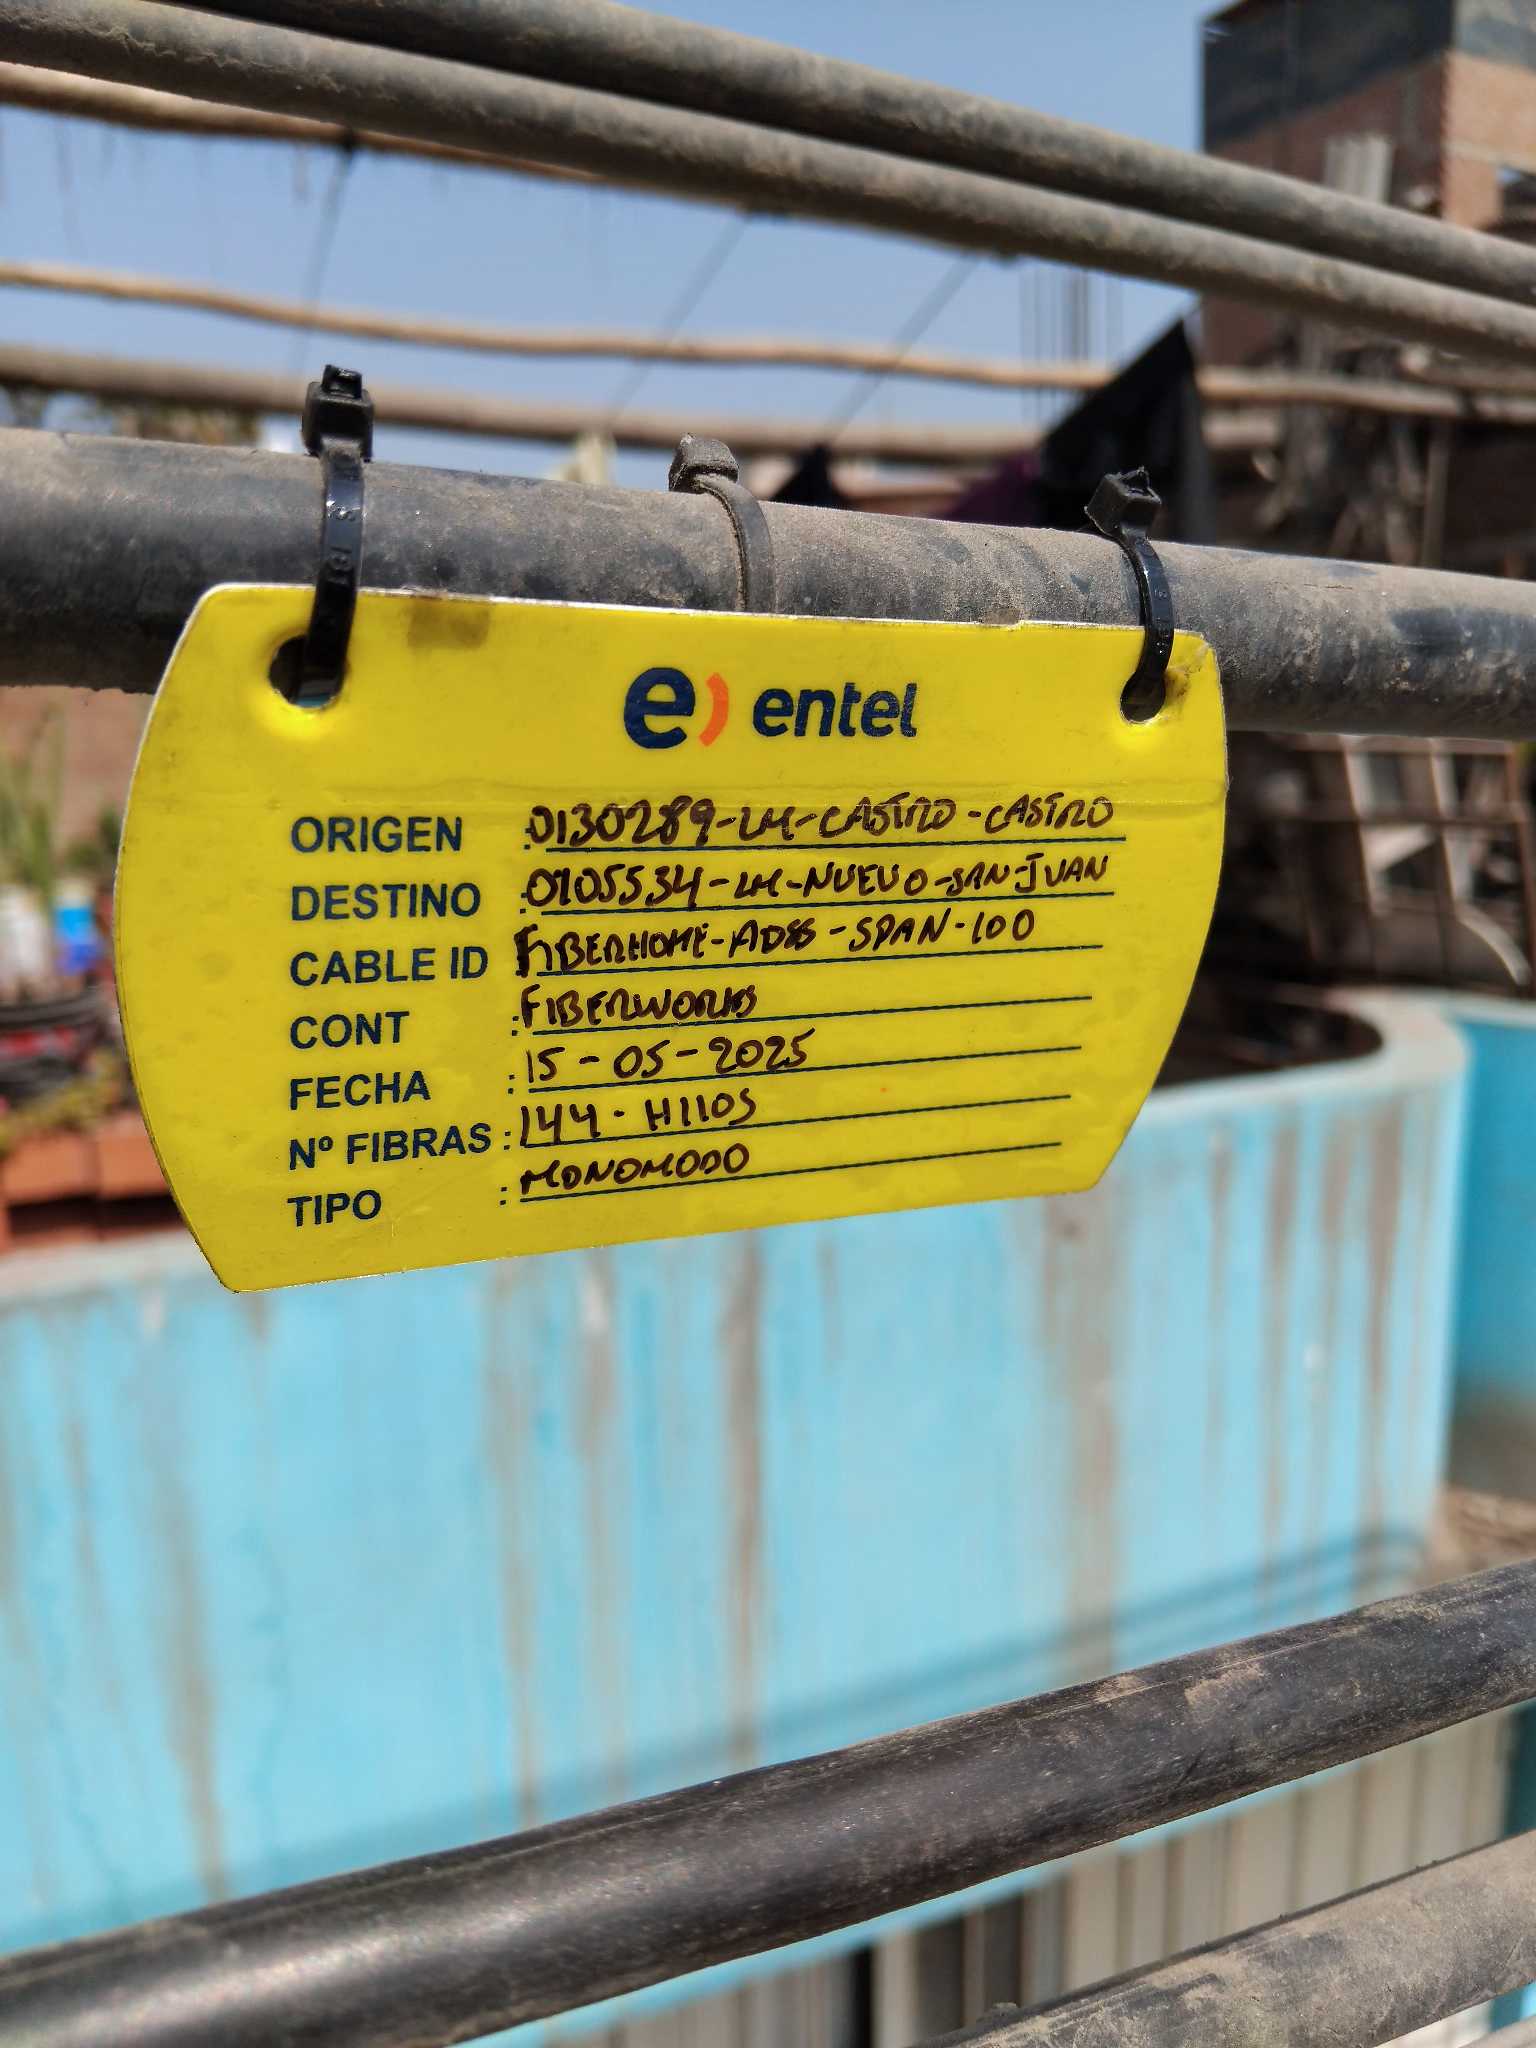 e) entel
ORIGEN : 0130289-LM-CASTRO-CASTRO
DESTINO : 0105534-LM-NUEVO-SAN-JUAN
CABLE ID FIBERHOME-ADSS-SPAN-100
CONT : FIBERWORKS
FECHA : 15-05-2025
Nº FIBRAS : 144-HILOS
TIPO : MONOMODO